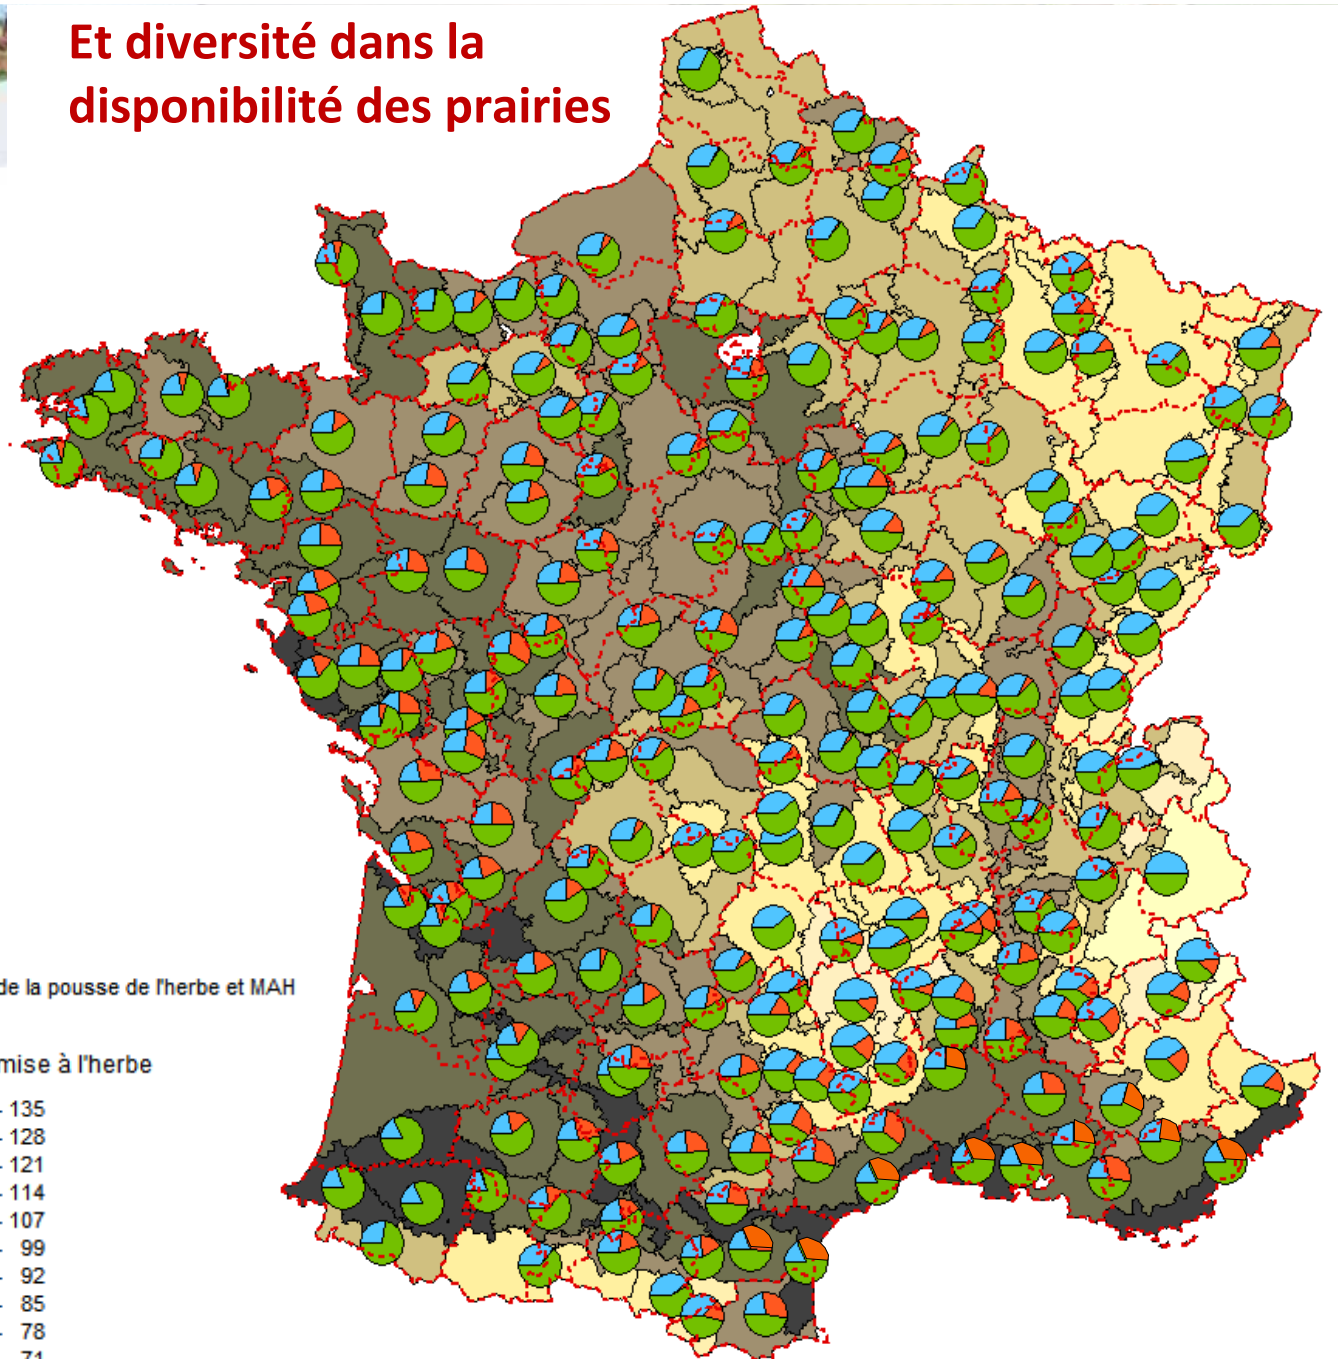 Et diversité dans la
disponibilité des prairies
de la pousse de l'herbe et MAH
mise à l'herbe
- 135
- 128
- 121
- 114
- 107
- 99
- 92
- 85
- 78
- 71